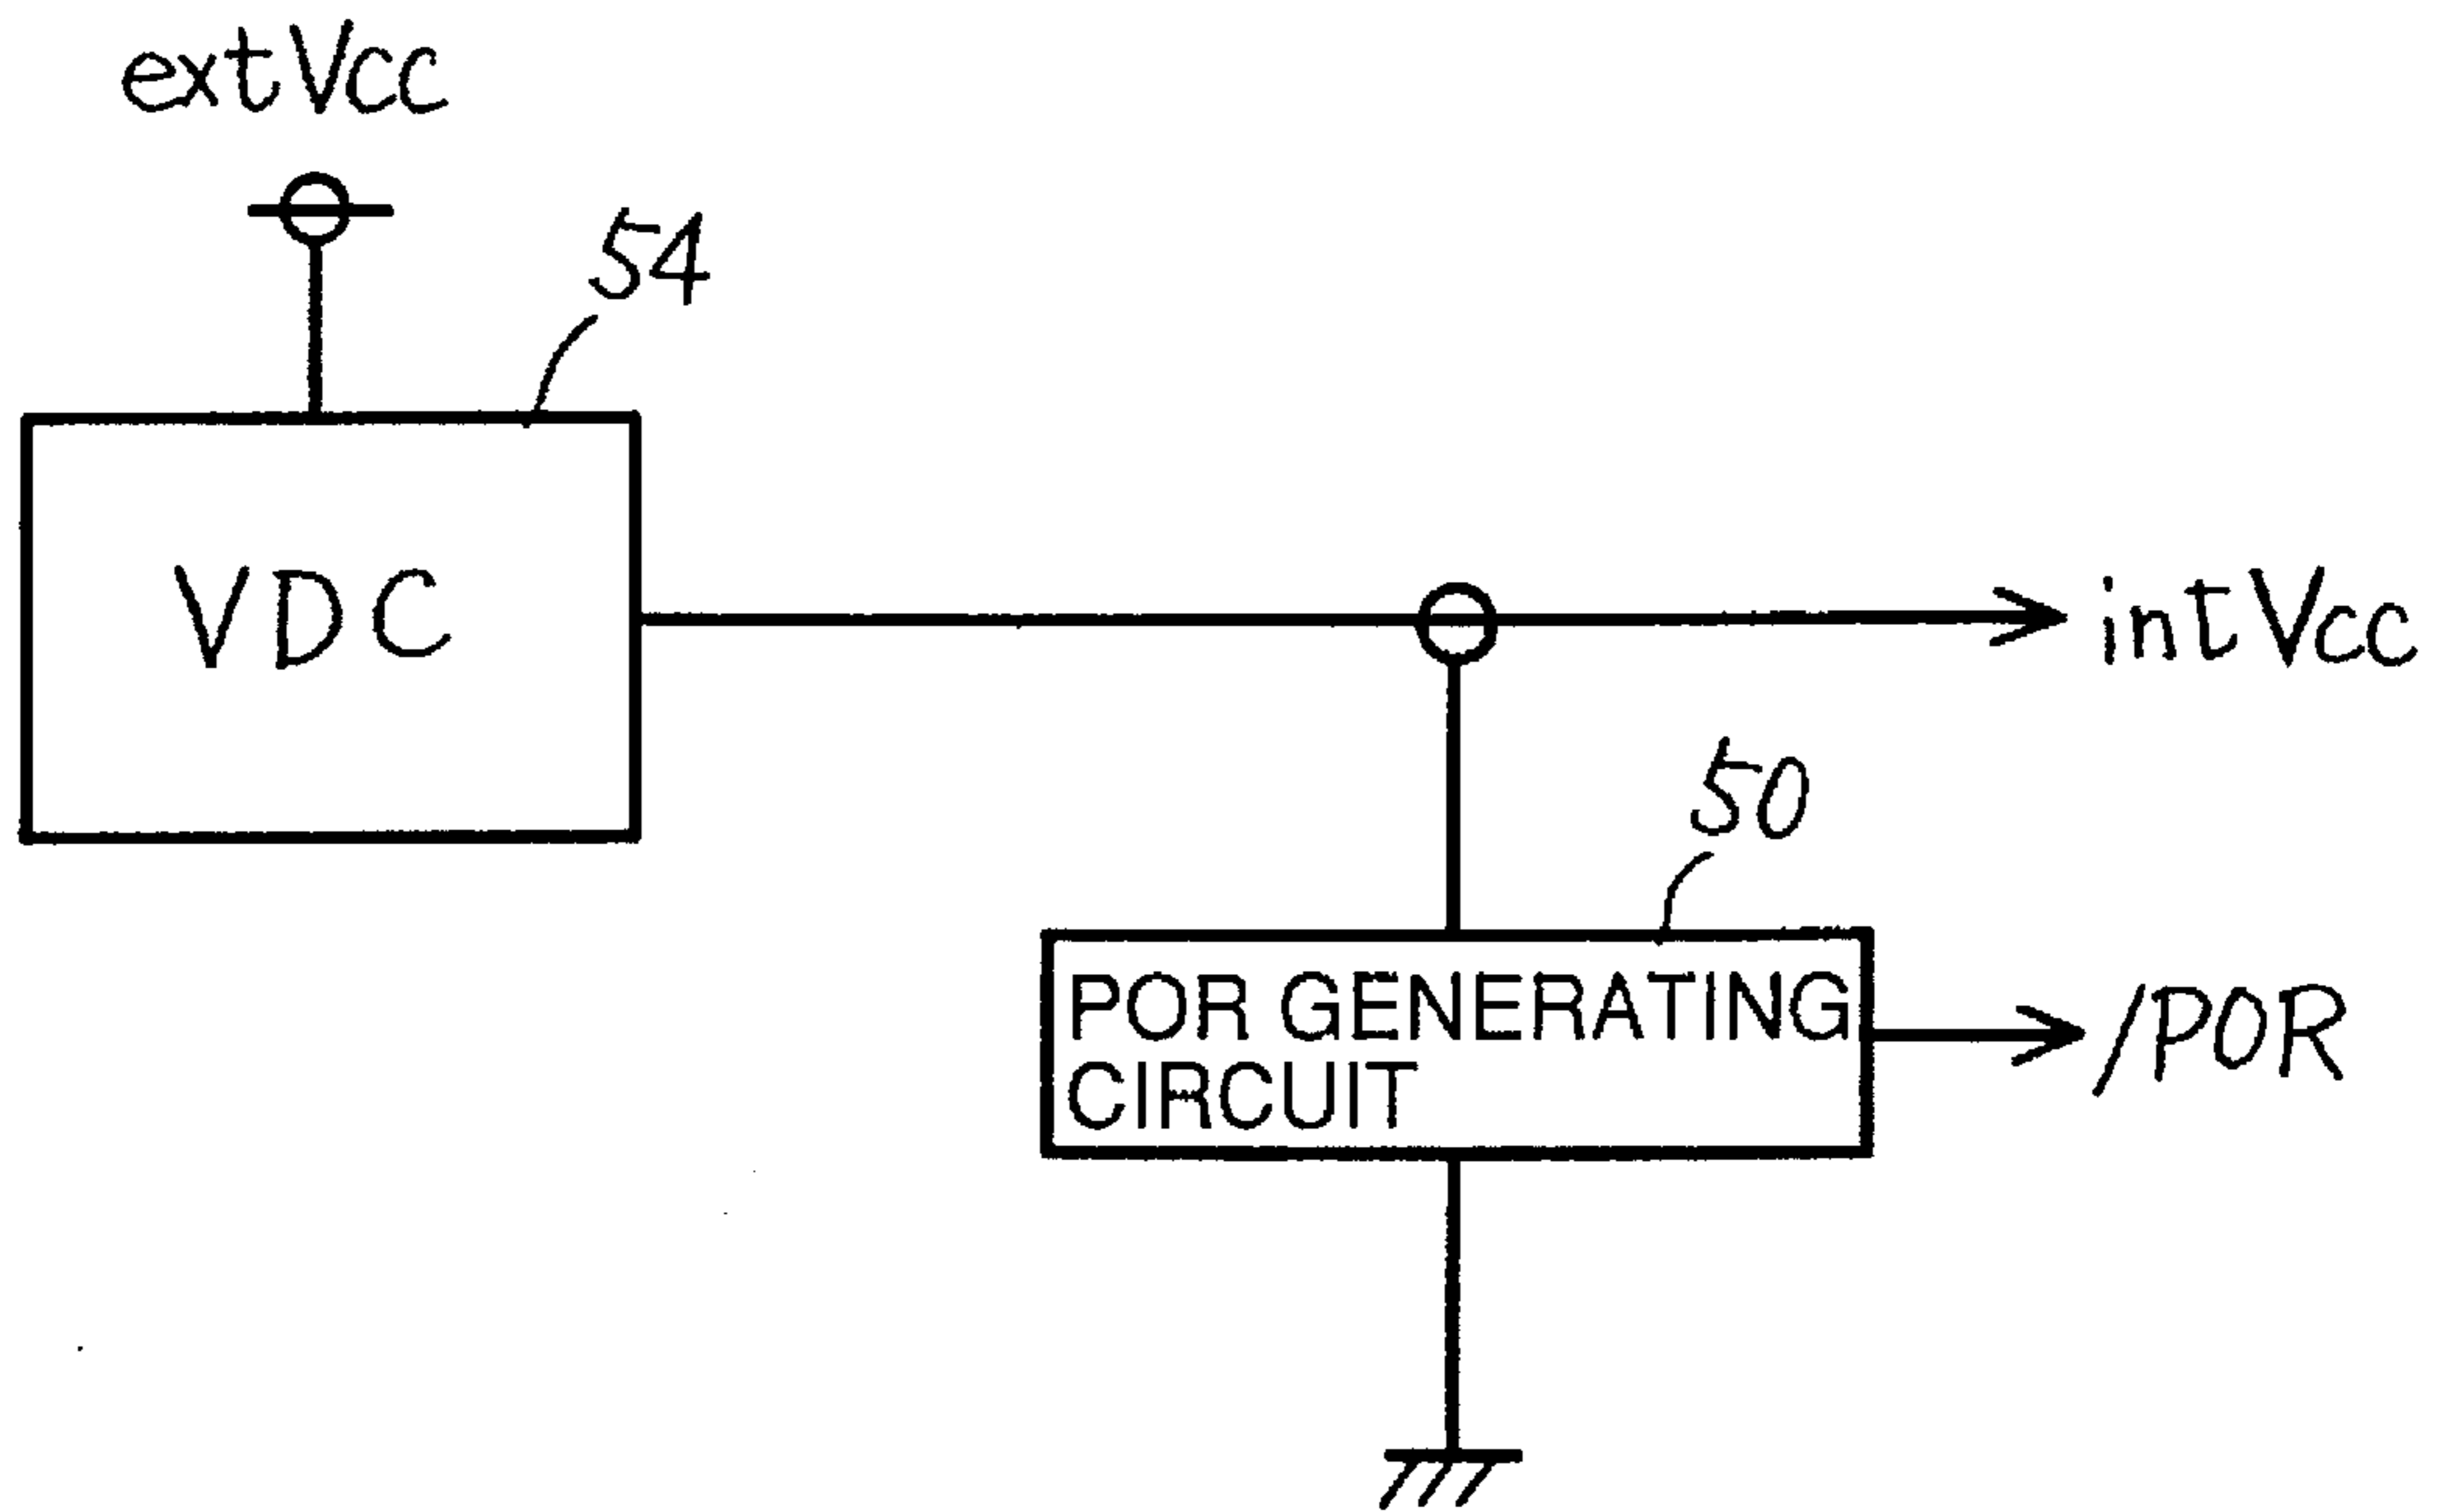 extVcc
54
VDC
intVcc
50
POR GENERATING
CIRCUIT
/POR